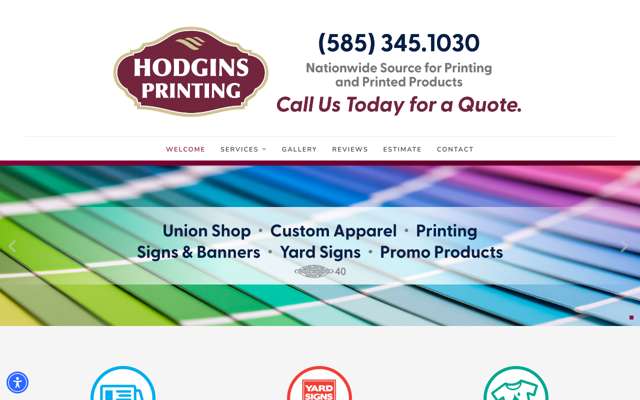 HODGINS
PRINTING
(585) 345.1030
Nationwide Source for Printing
and Printed Products
Call Us Today for a Quote.
WELCOME SERVICES GALLERY REVIEWS ESTIMATE CONTACT
Union Shop • Custom Apparel • Printing
Signs & Banners • Yard Signs • Promo Products
40
YARD
SIGNS